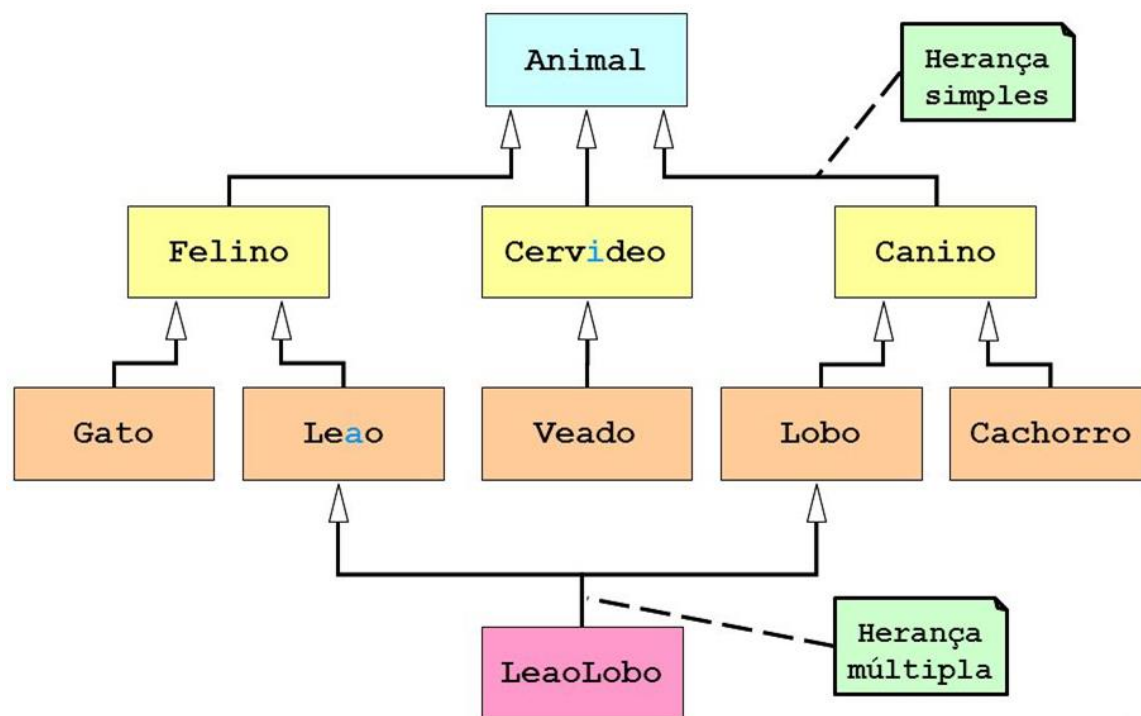 Animal
Herança
simples
Felino
Cervideo
Canino
Gato
Leao
Veado
Lobo
Cachorro
LeaoLobo
Herança
múltipla